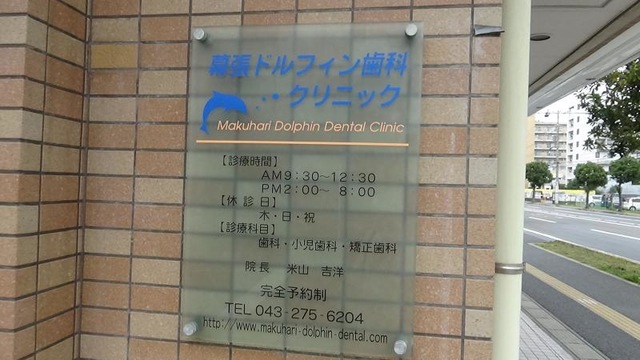 幕張ドルフィン歯科
クリニック
Makuhari Dolphin Dental Clinic
【診療時間】
AM9:30～12:30
PM2:00～ 8:00
【休 診 日】
木・日・祝
【診療科目】
歯科・小児歯科・矯正歯科
院長 米山 吉洋
完全予約制
TEL 043-275-6204
http://www.makuhari-dolphin-dental.com